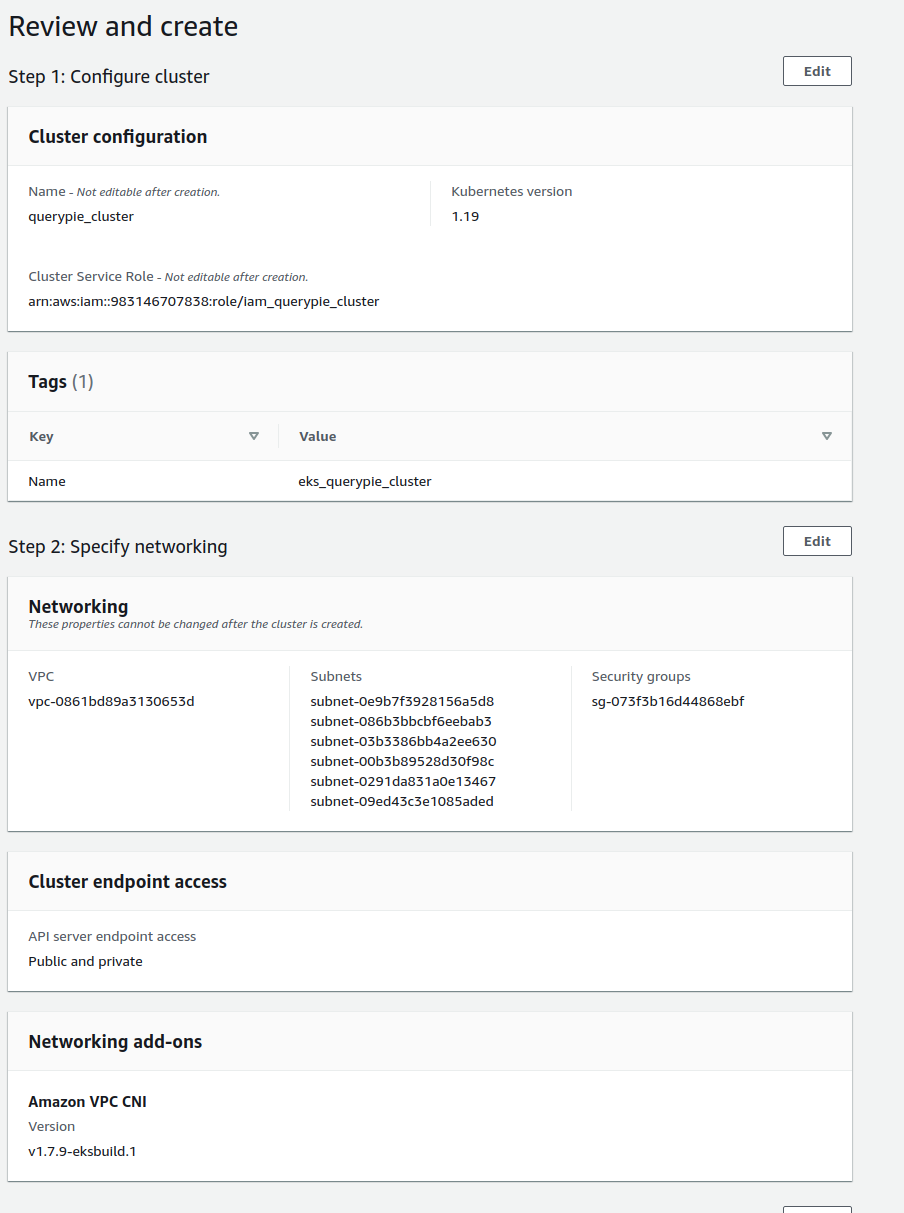 Review and create
Step 1: Configure cluster
Edit
Cluster configuration
Name - Not editable after creation.
querypie_cluster
Kubernetes version
1.19
Cluster Service Role - Not editable after creation.
arn:aws:iam::983146707838:role/iam_querypie_cluster
Tags (1)
Key
Value
Name
eks_querypie_cluster
Step 2: Specify networking
Edit
Networking
These properties cannot be changed after the cluster is created.
VPC
vpc-0861bd89a3130653d
Subnets
subnet-0e9b7f3928156a5d8
subnet-086b3bbcbf6eebab3
subnet-03b3386bb4a2ee630
subnet-00b3b89528d30f98c
subnet-0291da831a0e13467
subnet-09ed43c3e1085aded
Security groups
sg-073f3b16d44868ebf
Cluster endpoint access
API server endpoint access
Public and private
Networking add-ons
Amazon VPC CNI
Version
v1.7.9-eksbuild.1